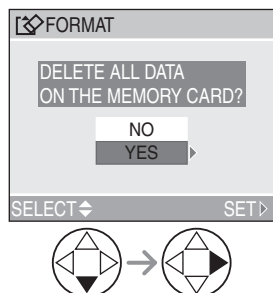 FORMAT
DELETE ALL DATA
ON THE MEMORY CARD?
NO
YES
SELECT
SET